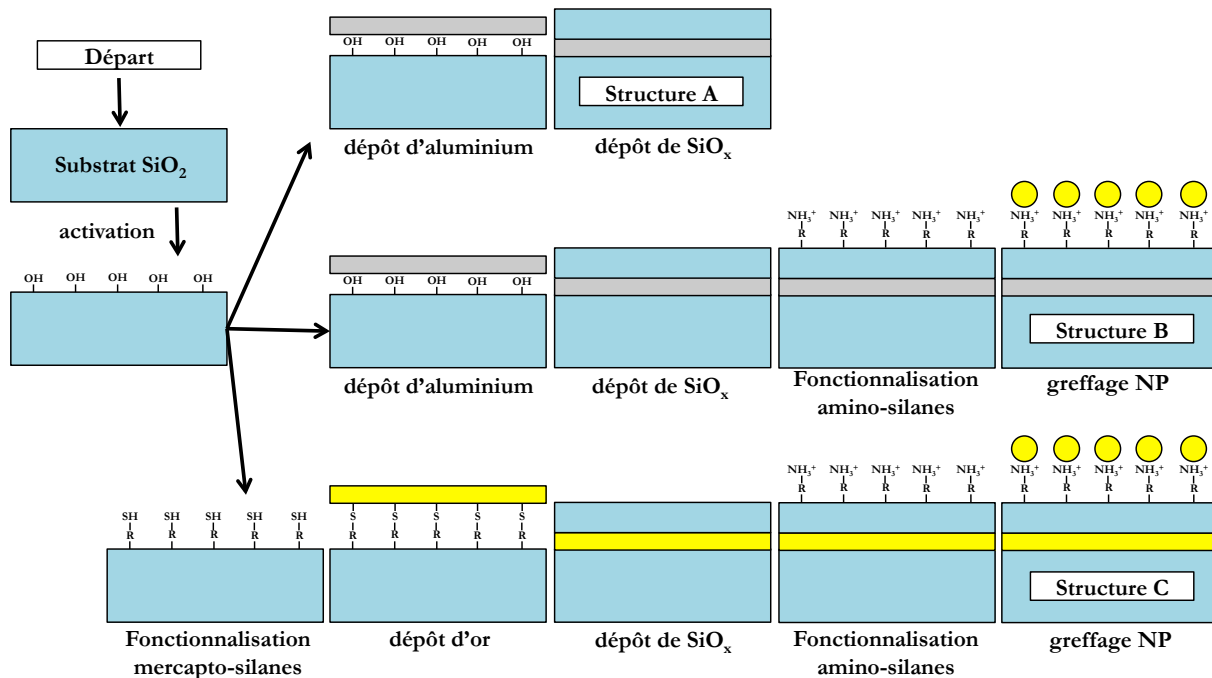 Départ
Substrat SiO2
activation
OH OH OH OH OH
OH OH OH OH OH
dépôt d'aluminium
Structure A
dépôt de SiOx
OH OH OH OH OH
dépôt d'aluminium
dépôt de SiOx
NH3+ NH3+ NH3+ NH3+ NH3+
R R R R R
Fonctionnalisation
amino-silanes
NH3+ NH3+ NH3+ NH3+ NH3+
R R R R R
Structure B
greffage NP
SH SH SH SH SH
R R R R R
Fonctionnalisation
mercapto-silanes
S S S S S
R R R R R
dépôt d'or
dépôt de SiOx
NH3+ NH3+ NH3+ NH3+ NH3+
R R R R R
Fonctionnalisation
amino-silanes
NH3+ NH3+ NH3+ NH3+ NH3+
R R R R R
Structure C
greffage NP